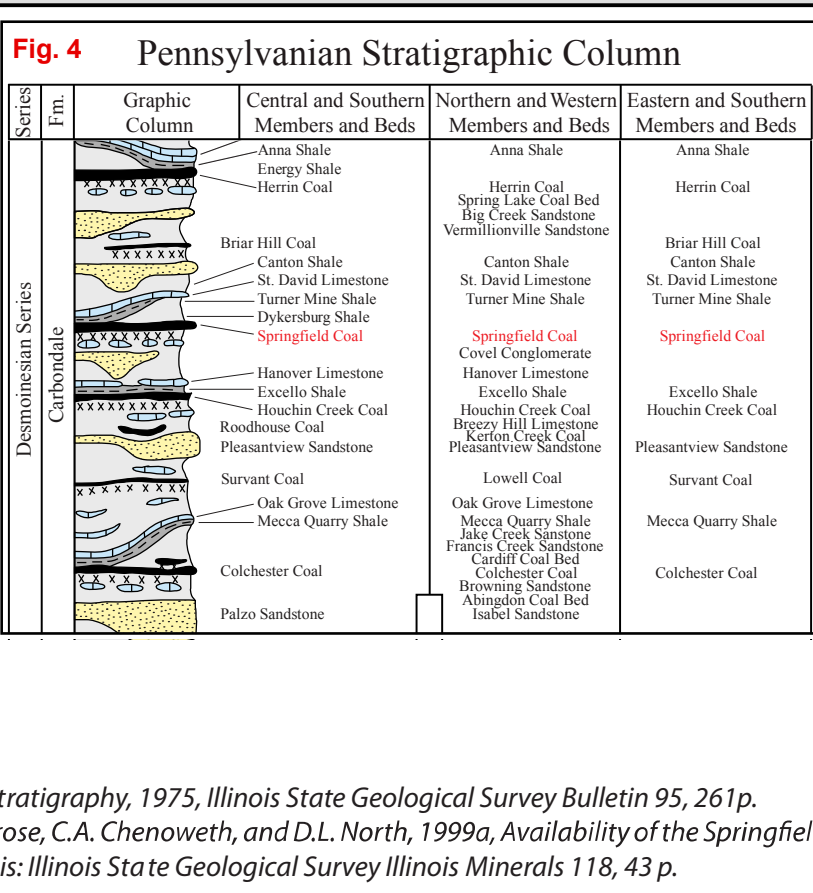 Fig. 4
Pennsylvanian Stratigraphic Column
Series
Fm.
Graphic
Column
Central and Southern
Members and Beds
Northern and Western
Members and Beds
Eastern and Southern
Members and Beds
Desmoinesian Series
Carbondale
Anna Shale
Energy Shale
Herrin Coal
Briar Hill Coal
Canton Shale
St. David Limestone
Turner Mine Shale
Dykersburg Shale
Springfield Coal
Hanover Limestone
Excello Shale
Houchin Creek Coal
Roodhouse Coal
Pleasantview Sandstone
Survant Coal
Oak Grove Limestone
Mecca Quarry Shale
Colchester Coal
Palzo Sandstone
Anna Shale
Herrin Coal
Spring Lake Coal Bed
Big Creek Sandstone
Vermillionville Sandstone
Canton Shale
St. David Limestone
Turner Mine Shale
Springfield Coal
Covel Conglomerate
Hanover Limestone
Excello Shale
Houchin Creek Coal
Breezy Hill Limestone
Kerton Creek Coal
Pleasantview Sandstone
Lowell Coal
Oak Grove Limestone
Mecca Quarry Shale
Jake Creek Sanstone
Francis Creek Sandstone
Cardiff Coal Bed
Colchester Coal
Browning Sandstone
Abingdon Coal Bed
Isabel Sandstone
Anna Shale
Herrin Coal
Briar Hill Coal
Canton Shale
St. David Limestone
Turner Mine Shale
Springfield Coal
Excello Shale
Houchin Creek Coal
Pleasantview Sandstone
Survant Coal
Mecca Quarry Shale
Colchester Coal
tratigraphy, 1975, Illinois State Geological Survey Bulletin 95, 261p.
rose, C.A. Chenoweth, and D.L. North, 1999a, Availability of the Springfiel
is: Illinois State Geological Survey Illinois Minerals 118, 43 p.